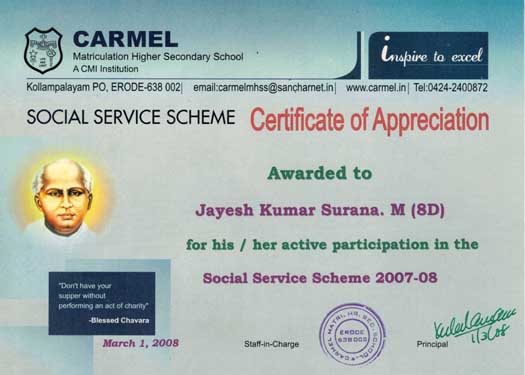 CARMEL
Matriculation Higher Secondary School
A CMI Institution
inspire to excel
Kollampalayam PO, ERODE-638 002| email:carmelmhss@sancharnet.in| www.carmel.in| Tel:0424-2400872
SOCIAL SERVICE SCHEME Certificate of Appreciation
Awarded to
Jayesh Kumar Surana. M (8D)
for his / her active participation in the
Social Service Scheme 2007-08
"Don't have your
supper without
performing an act of charity"
-Blessed Chavara
March 1, 2008
Staff-in-Charge
CARMEL MATRI. HR. SEC. SCHOOL
ERODE
638 002
1/3/08
Principal